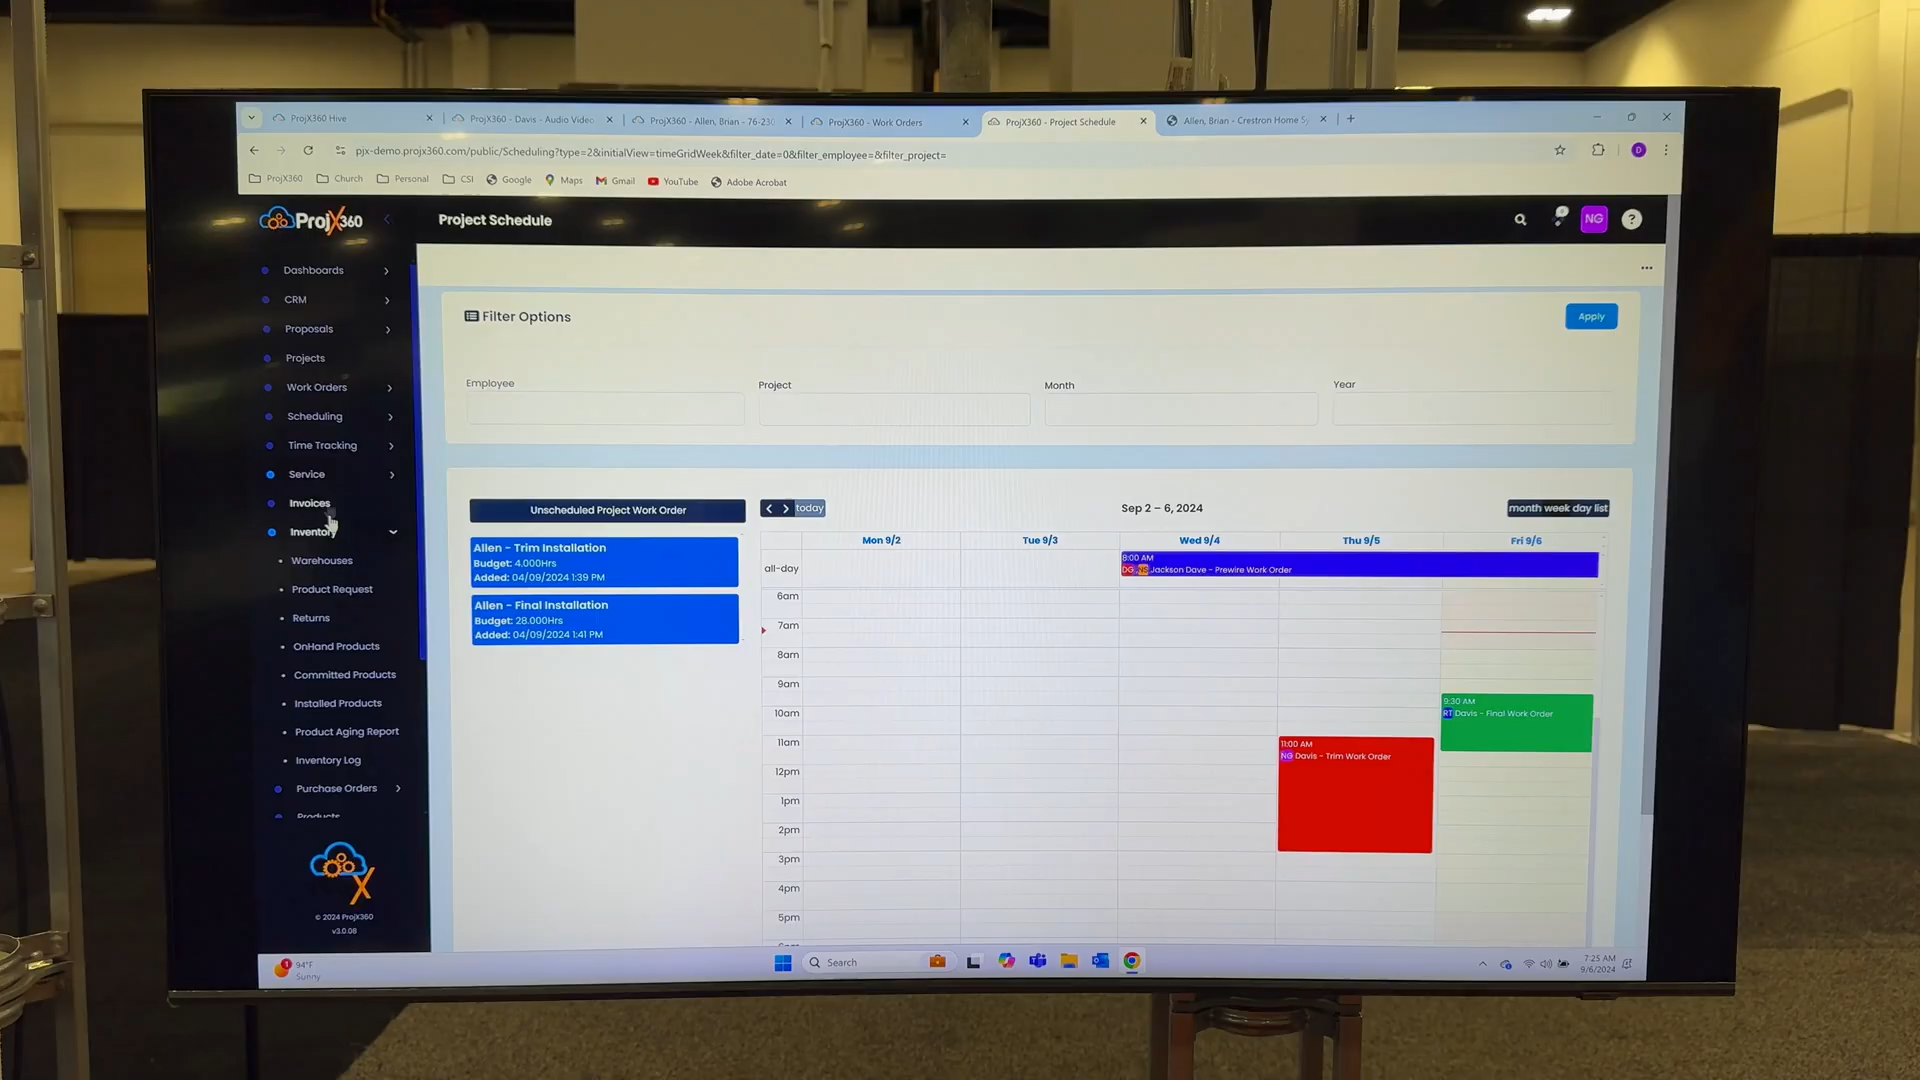 ProjX360 Hive
ProjX360 - Davis - Audio Video
ProjX360 - Allen, Brian - 76-230
ProjX360 - Work Orders
ProjX360 - Project Schedule
Allen, Brian - Crestron Home Sy
pjx-demo.projx360.com/public/Scheduling?type=2&initialView=timeGridWeek&filter_date=0&filter_employee=&filter_project=
ProjX360
Church
Personal
CSI
Google
Maps
Gmail
YouTube
Adobe Acrobat
ProjX360
Project Schedule
NG
?
Dashboards
CRM
Proposals
Projects
Work Orders
Scheduling
Time Tracking
Service
Invoices
Inventory
Warehouses
Product Request
Returns
OnHand Products
Committed Products
Installed Products
Product Aging Report
Inventory Log
Purchase Orders
Products
X
© 2024 ProjX360
v3.0.08
Filter Options
Apply
Employee
Project
Month
Year
Unscheduled Project Work Order
Allen - Trim Installation
Budget: 4.000Hrs
Added: 04/09/2024 1:39 PM
Allen - Final Installation
Budget: 28.000Hrs
Added: 04/09/2024 1:41 PM
today
Sep 2 – 6, 2024
month week day list
Mon 9/2
Tue 9/3
Wed 9/4
Thu 9/5
Fri 9/6
all-day
8:00 AM
DG NS Jackson Dave - Prewire Work Order
6am
7am
8am
9am
10am
11am
12pm
1pm
2pm
3pm
4pm
5pm
9:30 AM
RT Davis - Final Work Order
11:00 AM
NG Davis - Trim Work Order
1
94°F
Sunny
Search
7:25 AM
9/6/2024